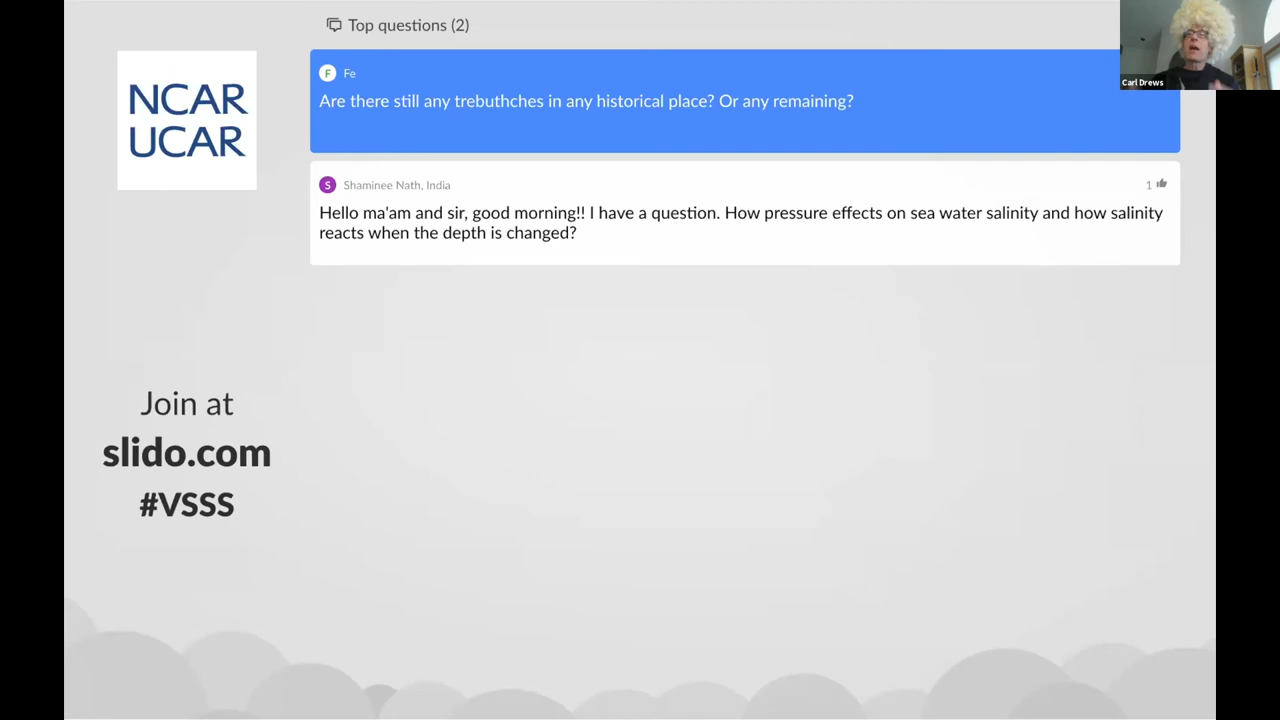 Top questions (2)
NCAR
UCAR
F Fe
Are there still any trebuthches in any historical place? Or any remaining?
Carl Drews
S Shaminee Nath, India
1
Hello ma'am and sir, good morning!! I have a question. How pressure effects on sea water salinity and how salinity
reacts when the depth is changed?
Join at
slido.com
#VSSS